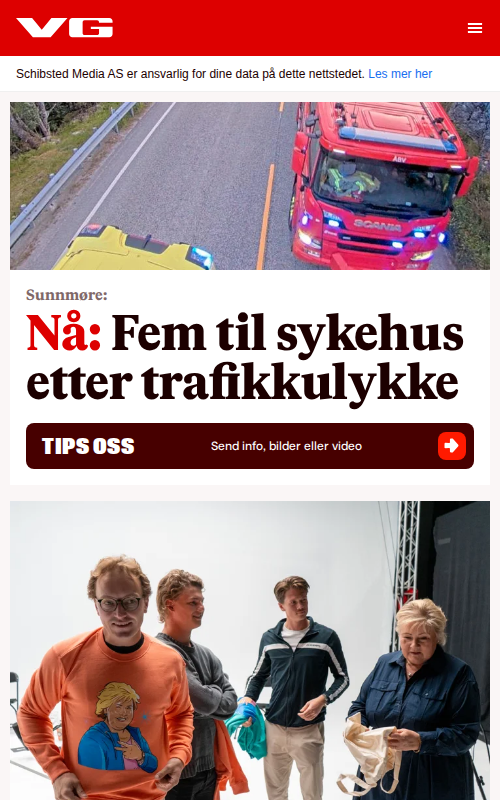 VG
Schibsted Media AS er ansvarlig for dine data på dette nettstedet. Les mer her
ABV
SCANIA
Sunnmøre:
Nå: Fem til sykehus
etter trafikkulykke
TIPS OSS Send info, bilder eller video